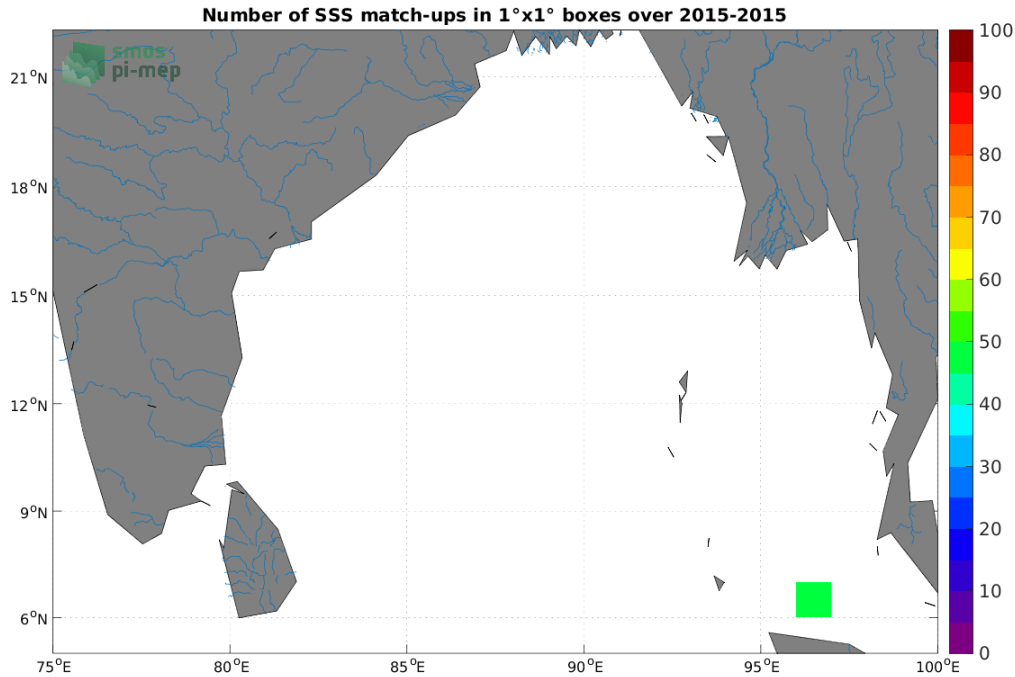 Number of SSS match-ups in 1°x1° boxes over 2015-2015
smos
pi-mep
21°N
18°N
15°N
12°N
9°N
6°N
75°E
80°E
85°E
90°E
95°E
100°E
100
90
80
70
60
50
40
30
20
10
0